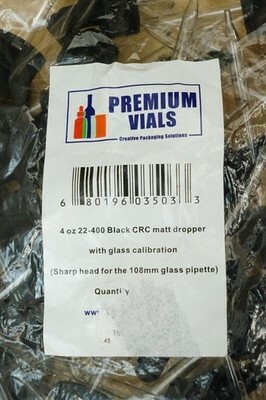 PREMIUM
VIALS
Creative Packaging Solutions
6 80196 03503 3
4 oz 22-400 Black CRC matt dropper
with glass calibration
(Sharp head for the 108mm glass pipette)
Quantity